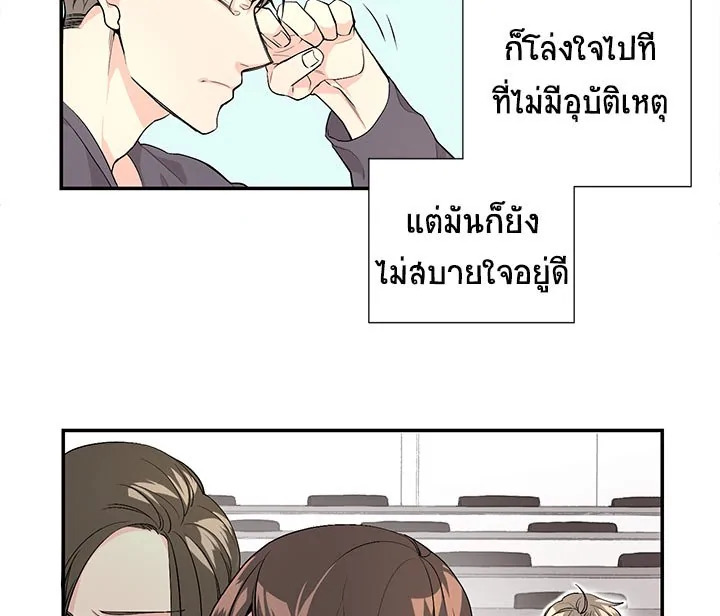 ก็โล่งใจไปที
ที่ไม่มีอุบัติเหตุ
แต่มันก็ยัง
ไม่สบายใจอยู่ดี